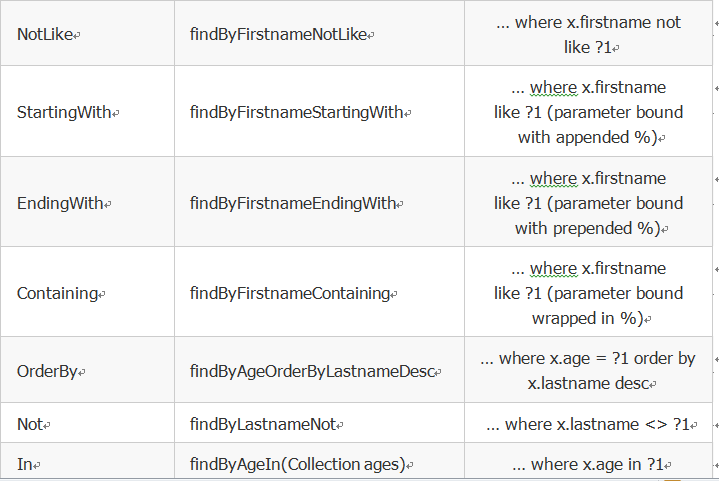 NotLike
findByFirstnameNotLike
… where x.firstname not
like ?1
StartingWith
findByFirstnameStartingWith
… where x.firstname
like ?1 (parameter bound
with appended %)
EndingWith
findByFirstnameEndingWith
… where x.firstname
like ?1 (parameter bound
with prepended %)
Containing
findByFirstnameContaining
… where x.firstname
like ?1 (parameter bound
wrapped in %)
OrderBy
findByAgeOrderByLastnameDesc
… where x.age = ?1 order by
x.lastname desc
Not
findByLastnameNot
… where x.lastname <> ?1
In
findByAgeIn(Collection ages)
… where x.age in ?1